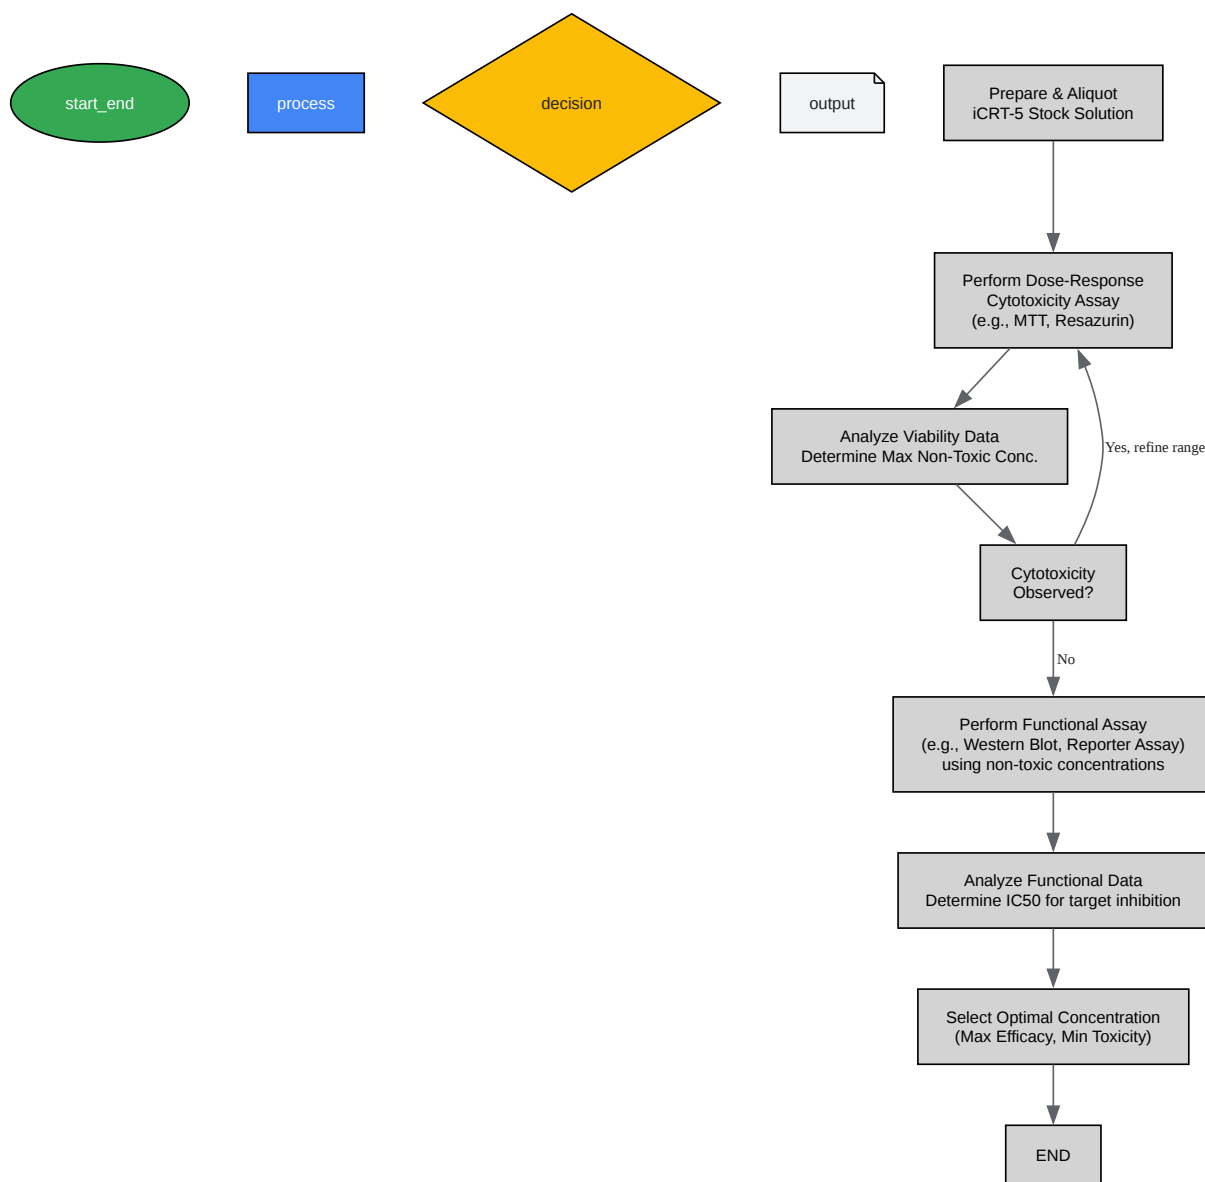 start_end
process
decision
output
Prepare & Aliquot
iCRT-5 Stock Solution
Perform Dose-Response
Cytotoxicity Assay
(e.g., MTT, Resazurin)
Analyze Viability Data
Determine Max Non-Toxic Conc.
Yes, refine range
Cytotoxicity
Observed?
No
Perform Functional Assay
(e.g., Western Blot, Reporter Assay)
using non-toxic concentrations
Analyze Functional Data
Determine IC50 for target inhibition
Select Optimal Concentration
(Max Efficacy, Min Toxicity)
END